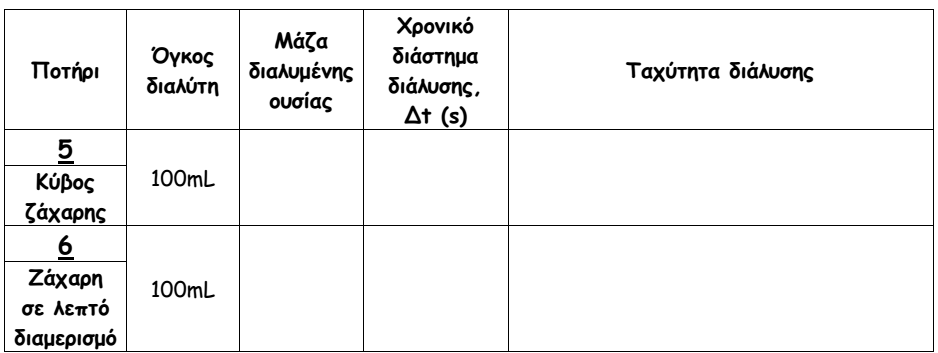 Ποτήρι
Όγκος
διαλύτη
Μάζα
διαλυμένης
ουσίας
Χρονικό
διάστημα
διάλυσης,
Δt (s)
Ταχύτητα διάλυσης
5
Κύβος
ζάχαρης
100mL
6
Ζάχαρη
σε λεπτό
διαμερισμό
100mL